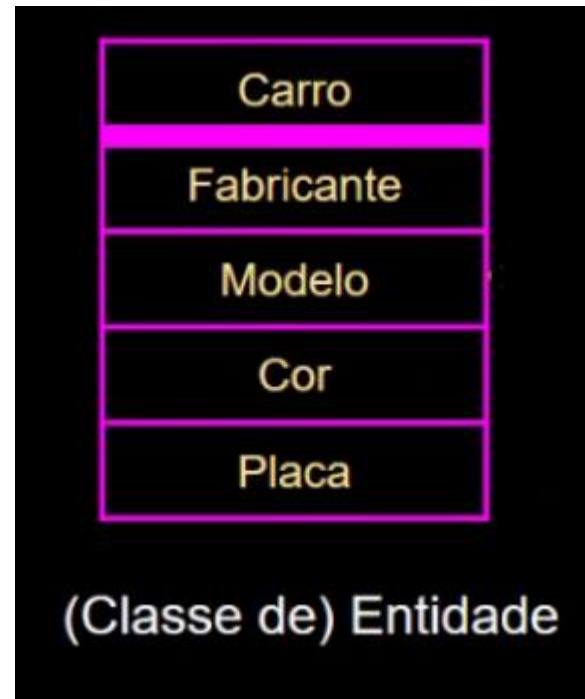 Carro
Fabricante
Modelo
Cor
Placa
(Classe de) Entidade